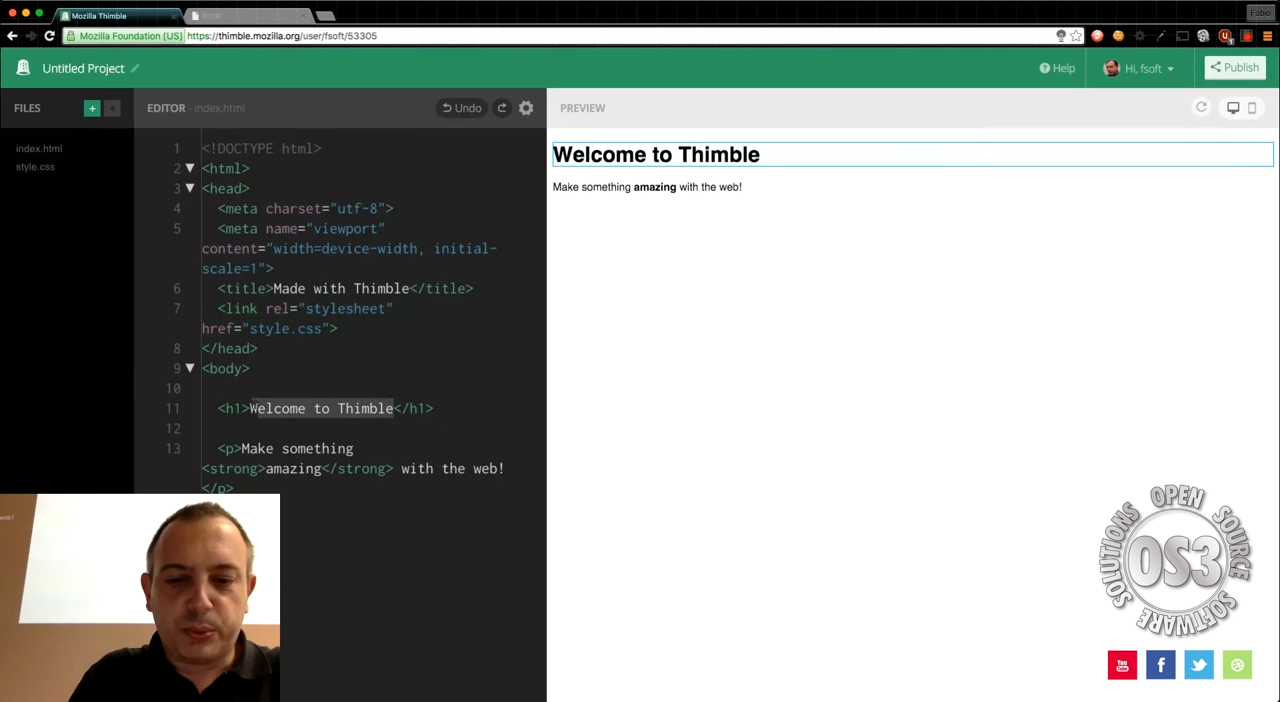 Mozilla Thimble
WOW
Fabio
Mozilla Foundation [US] https://thimble.mozilla.org/user/fsoft/53305
Untitled Project
Help
Hi, fsoft
Publish
FILES
EDITOR - index.html
Undo
PREVIEW
index.html
style.css
1 <!DOCTYPE html>
2 <html>
3 <head>
4 <meta charset="utf-8">
5 <meta name="viewport"
content="width=device-width, initial-
scale=1">
6 <title>Made with Thimble</title>
7 <link rel="stylesheet"
href="style.css">
8 </head>
9 <body>
10
11 <h1>Welcome to Thimble</h1>
12
13 <p>Make something
<strong>amazing</strong> with the web!
</p>
Welcome to Thimble
Make something amazing with the web!
web!
SOLUTIONS OPEN SOURCE SOFTWARE
OS3
You
Tube